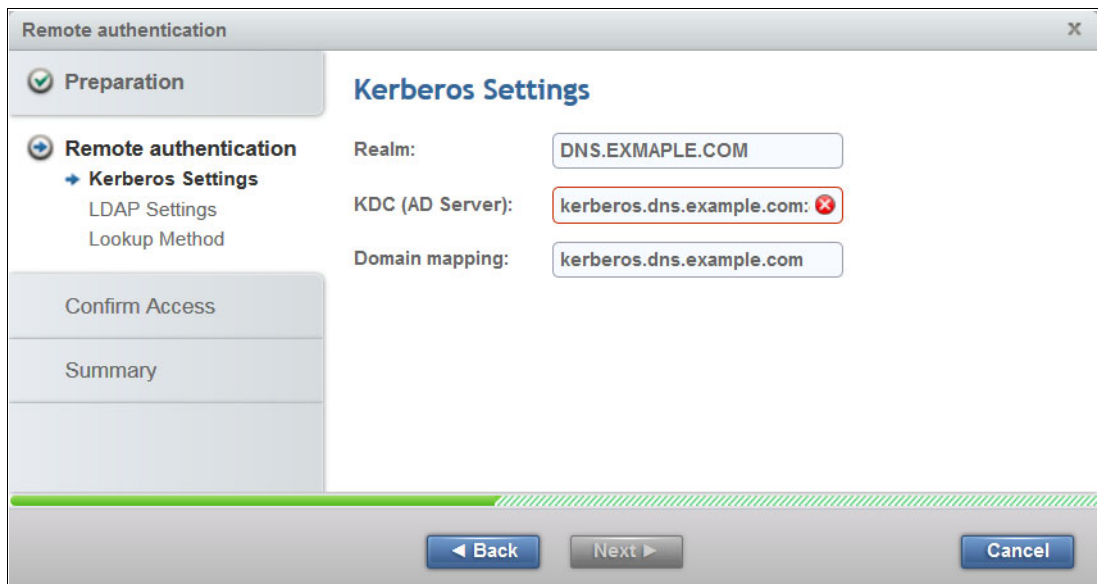 Remote authentication x
Preparation
Remote authentication
Kerberos Settings
LDAP Settings
Lookup Method
Confirm Access
Summary
Kerberos Settings
Realm: DNS.EXMAPLE.COM
KDC (AD Server): kerberos.dns.example.com:
Domain mapping: kerberos.dns.example.com
Back Next Cancel